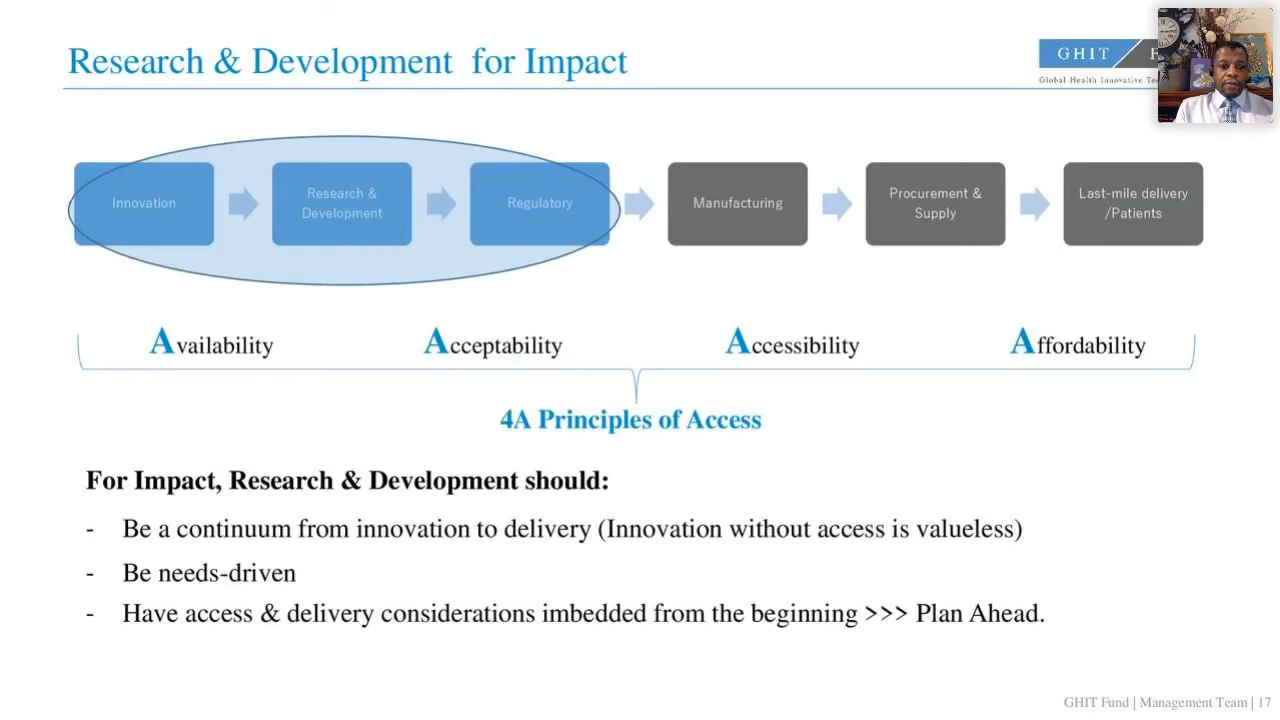 Research & Development for Impact
GHIT F
Global Health Innovative
Innovation
Research &
Development
Regulatory
Manufacturing
Procurement &
Supply
Last-mile delivery
/Patients
Availability Acceptability Accessibility Affordability
4A Principles of Access
For Impact, Research & Development should:
- Be a continuum from innovation to delivery (Innovation without access is valueless)
- Be needs-driven
- Have access & delivery considerations imbedded from the beginning >>> Plan Ahead.
GHIT Fund | Management Team | 17